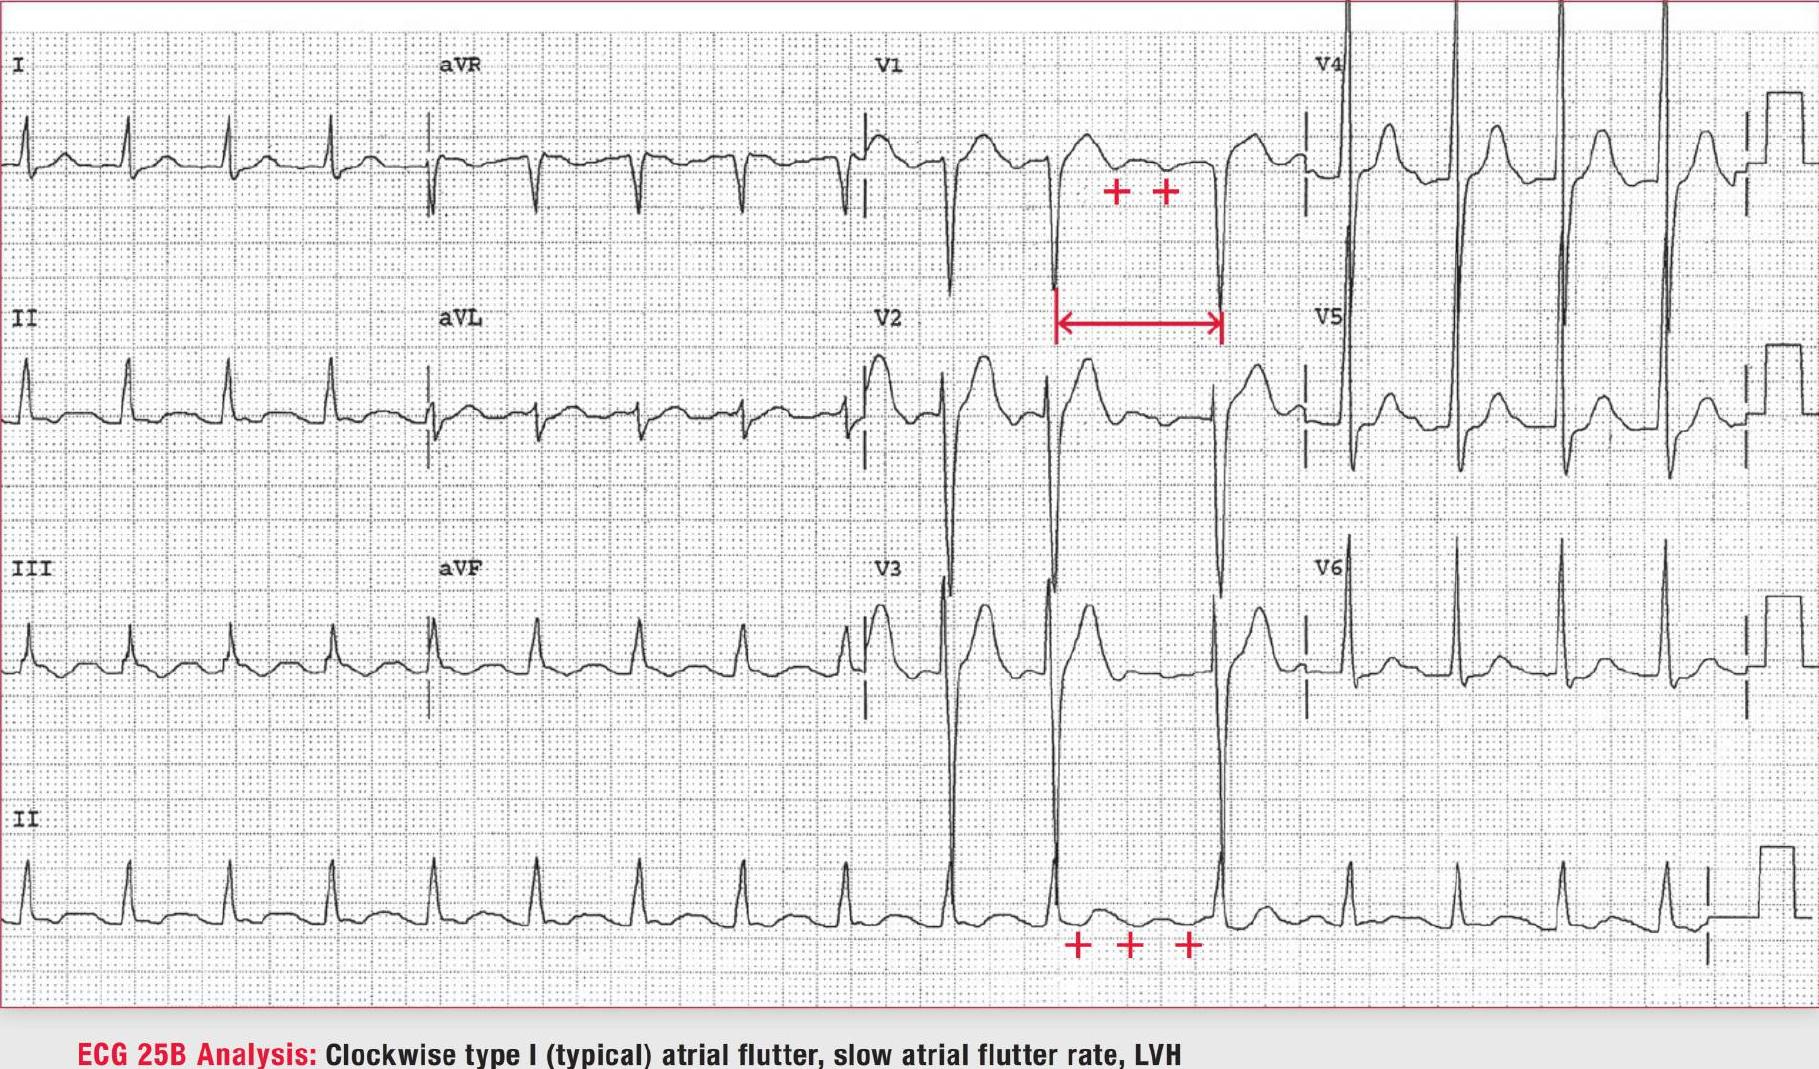 I aVR V1 V4
II aVL V2 V5
III aVF V3 V6
II
ECG 25B Analysis: Clockwise type I (typical) atrial flutter, slow atrial flutter rate, LVH